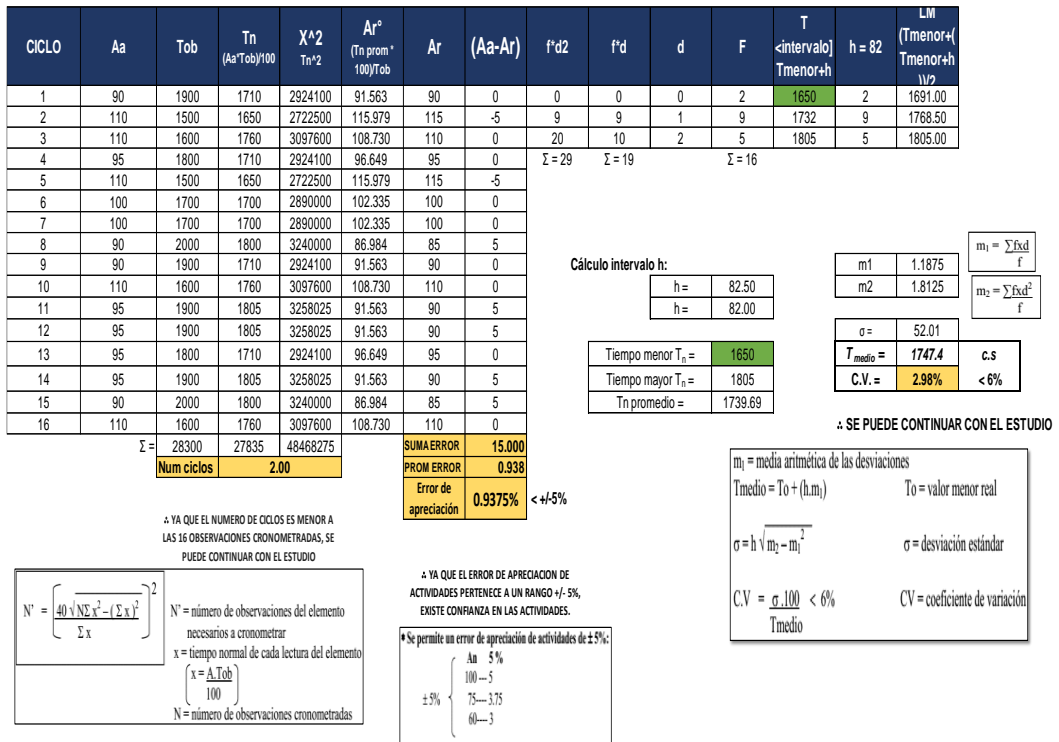 CICLO Aa Tob Tn (Aa*Tob)/100 X^2 Tn^2 Ar° (Tn prom * 100)/Tob Ar (Aa-Ar) f*d2 f*d d F T <intervalo] Tmenor+h h = 82 LM (Tmenor+( Tmenor+h ))/2
1 90 1900 1710 2924100 91.563 90 0 0 0 0 2 1650 2 1691.00
2 110 1500 1650 2722500 115.979 115 -5 9 9 1 9 1732 9 1768.50
3 110 1600 1760 3097600 108.730 110 0 20 10 2 5 1805 5 1805.00
4 95 1800 1710 2924100 96.649 95 0 Σ = 29 Σ = 19 Σ = 16
5 110 1500 1650 2722500 115.979 115 -5
6 100 1700 1700 2890000 102.335 100 0
7 100 1700 1700 2890000 102.335 100 0
8 90 2000 1800 3240000 86.984 85 5
9 90 1900 1710 2924100 91.563 90 0
10 110 1600 1760 3097600 108.730 110 0
11 95 1900 1805 3258025 91.563 90 5
12 95 1900 1805 3258025 91.563 90 5
13 95 1800 1710 2924100 96.649 95 0
14 95 1900 1805 3258025 91.563 90 5
15 90 2000 1800 3240000 86.984 85 5
16 110 1600 1760 3097600 108.730 110 0
Σ = 28300 27835 48468275 SUMA ERROR 15.000
Num ciclos 2.00 PROM ERROR 0.938
Error de apreciación 0.9375% < +/-5%
Cálculo intervalo h:
h = 82.50
h = 82.00
Tiempo menor Tn = 1650
Tiempo mayor Tn = 1805
Tn promedio = 1739.69
m1 1.1875
m2 1.8125
m₁ = ∑fxd
f
m₂ = ∑fxd²
f
σ = 52.01
T medio = 1747.4 c.s
C.V. = 2.98% < 6%
∴ SE PUEDE CONTINUAR CON EL ESTUDIO
m₁ = media aritmética de las desviaciones
Tmedio = To + (h.m₁) To = valor menor real
σ = h √ m₂ – m₁² σ = desviación estándar
C.V = σ .100 < 6% CV = coeficiente de variación
Tmedio
∴ YA QUE EL NUMERO DE CICLOS ES MENOR A
LAS 16 OBSERVACIONES CRONOMETRADAS, SE
PUEDE CONTINUAR CON EL ESTUDIO
N' = ( 40 √ NΣ x² – ( Σ x )² )²
Σ x
N' = número de observaciones del elemento
necesarios a cronometrar
x = tiempo normal de cada lectura del elemento
( x = A.Tob )
100
N = número de observaciones cronometradas
∴ YA QUE EL ERROR DE APRECIACION DE
ACTIVIDADES PERTENECE A UN RANGO +/- 5%,
EXISTE CONFIANZA EN LAS ACTIVIDADES.
* Se permite un error de apreciación de actividades de ± 5%:
An 5 %
100 --- 5
± 5% { 75---- 3.75
60---- 3